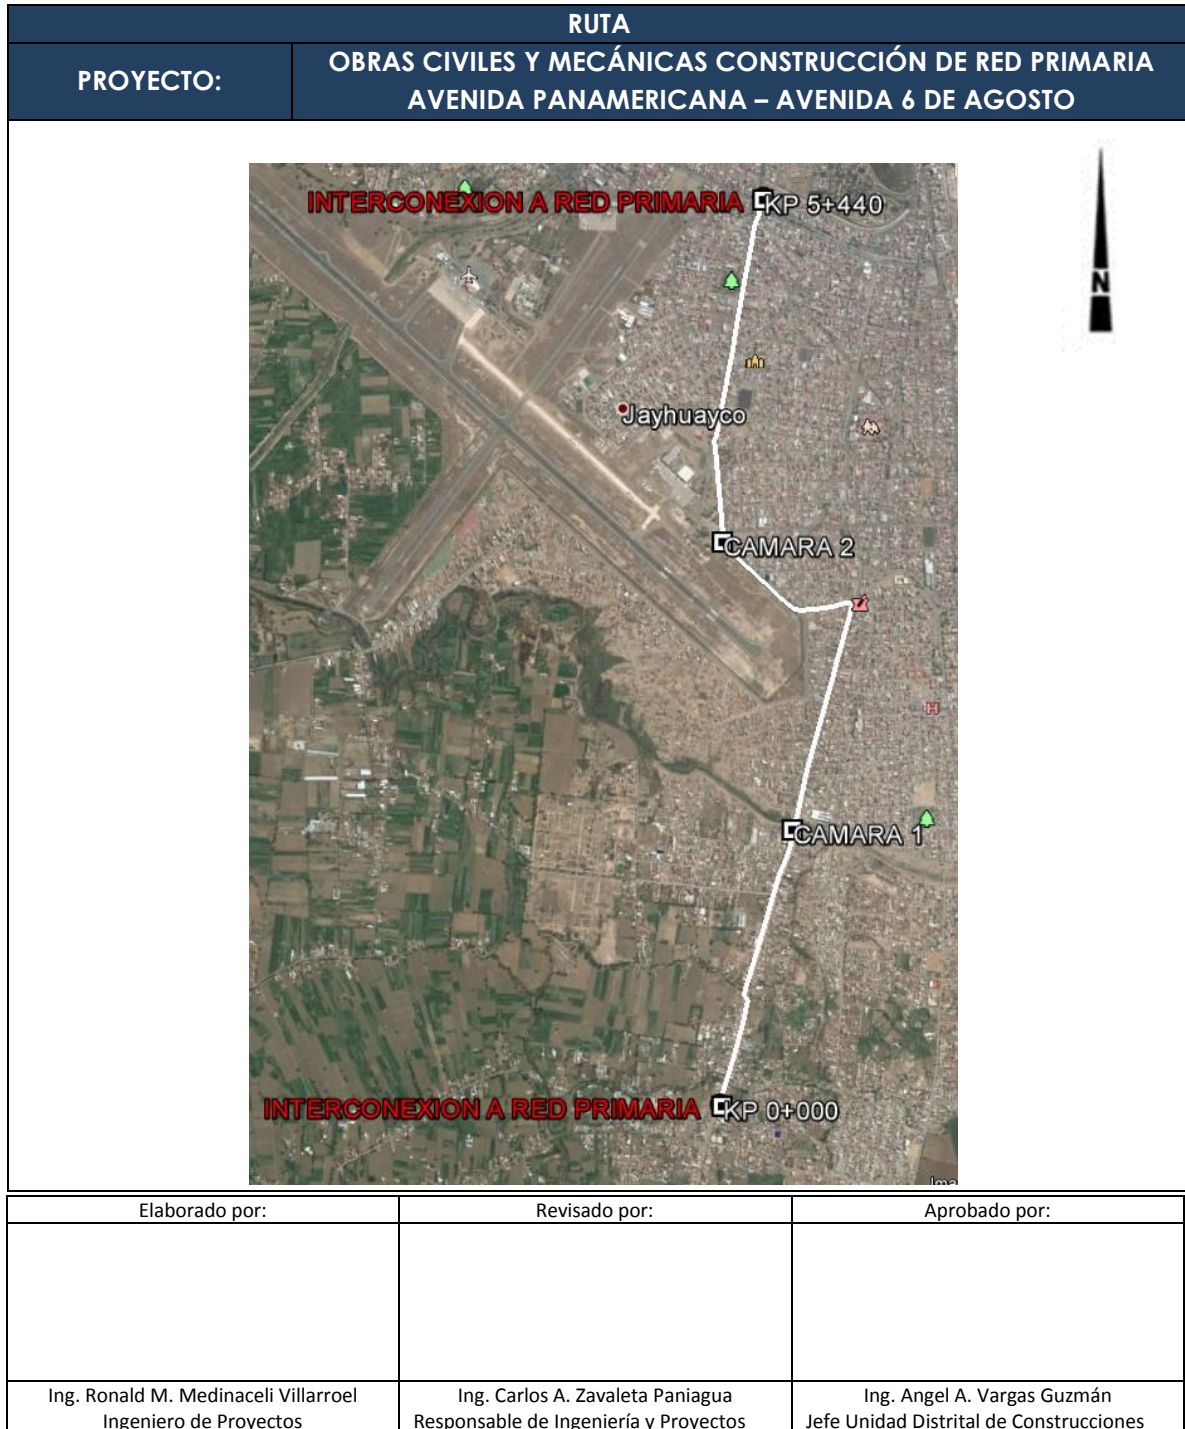 RUTA
PROYECTO:
OBRAS CIVILES Y MECÁNICAS CONSTRUCCIÓN DE RED PRIMARIA
AVENIDA PANAMERICANA – AVENIDA 6 DE AGOSTO
INTERCONEXION A RED PRIMARIA KP 5+440
N
Jayhuayco
CAMARA 2
H
CAMARA 1
INTERCONEXION A RED PRIMARIA KP 0+000
Ima
Elaborado por:
Revisado por:
Aprobado por:
Ing. Ronald M. Medinaceli Villarroel
Ingeniero de Proyectos
Ing. Carlos A. Zavaleta Paniagua
Responsable de Ingeniería y Proyectos
Ing. Angel A. Vargas Guzmán
Jefe Unidad Distrital de Construcciones